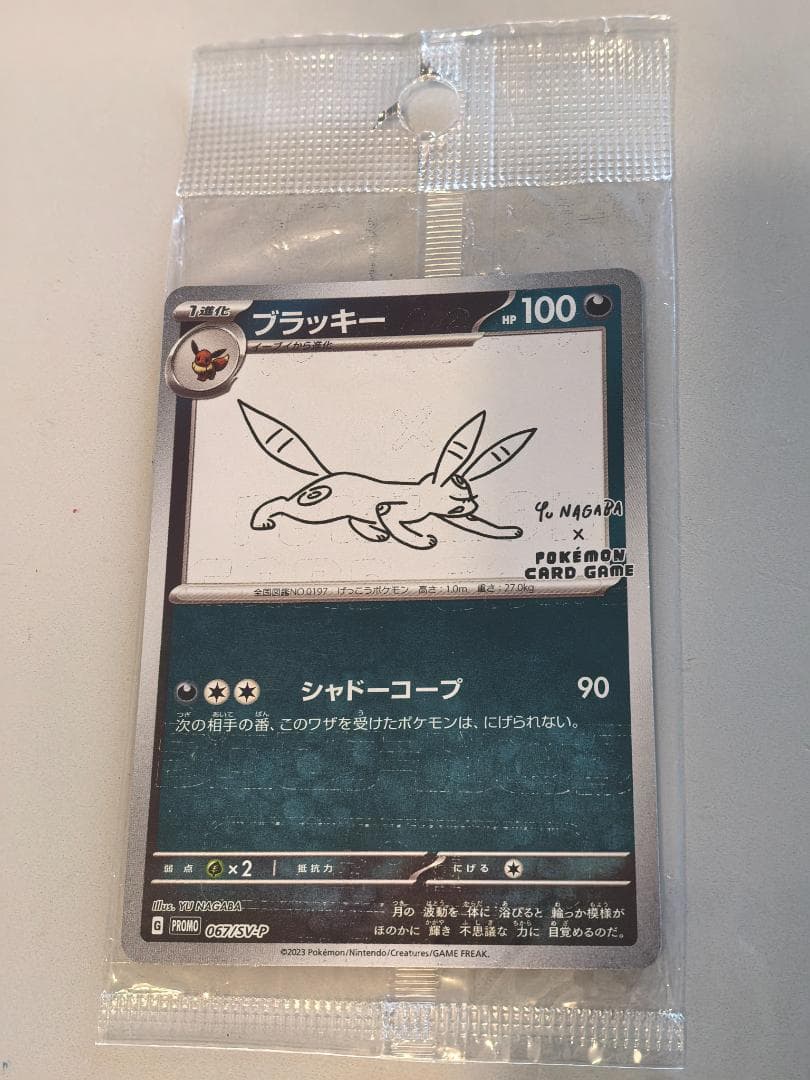 1進化
ブラッキー
HP 100
イーブイから進化
Yu NAGABA
×
POKÉMON
CARD GAME
全国図鑑NO.0197 げっこうポケモン 高さ:1.0m 重さ:27.0kg
シャドーコープ 90
次の相手の番、このワザを受けたポケモンは、にげられない。
弱点 ×2 抵抗力 にげる
Illus. YU NAGABA
月の 波動を 体に 浴びると 輪っか模様が
ほのかに 輝き 不思議な 力に 目覚めるのだ。
G PROMO 067/SV-P
©2023 Pokémon/Nintendo/Creatures/GAME FREAK.